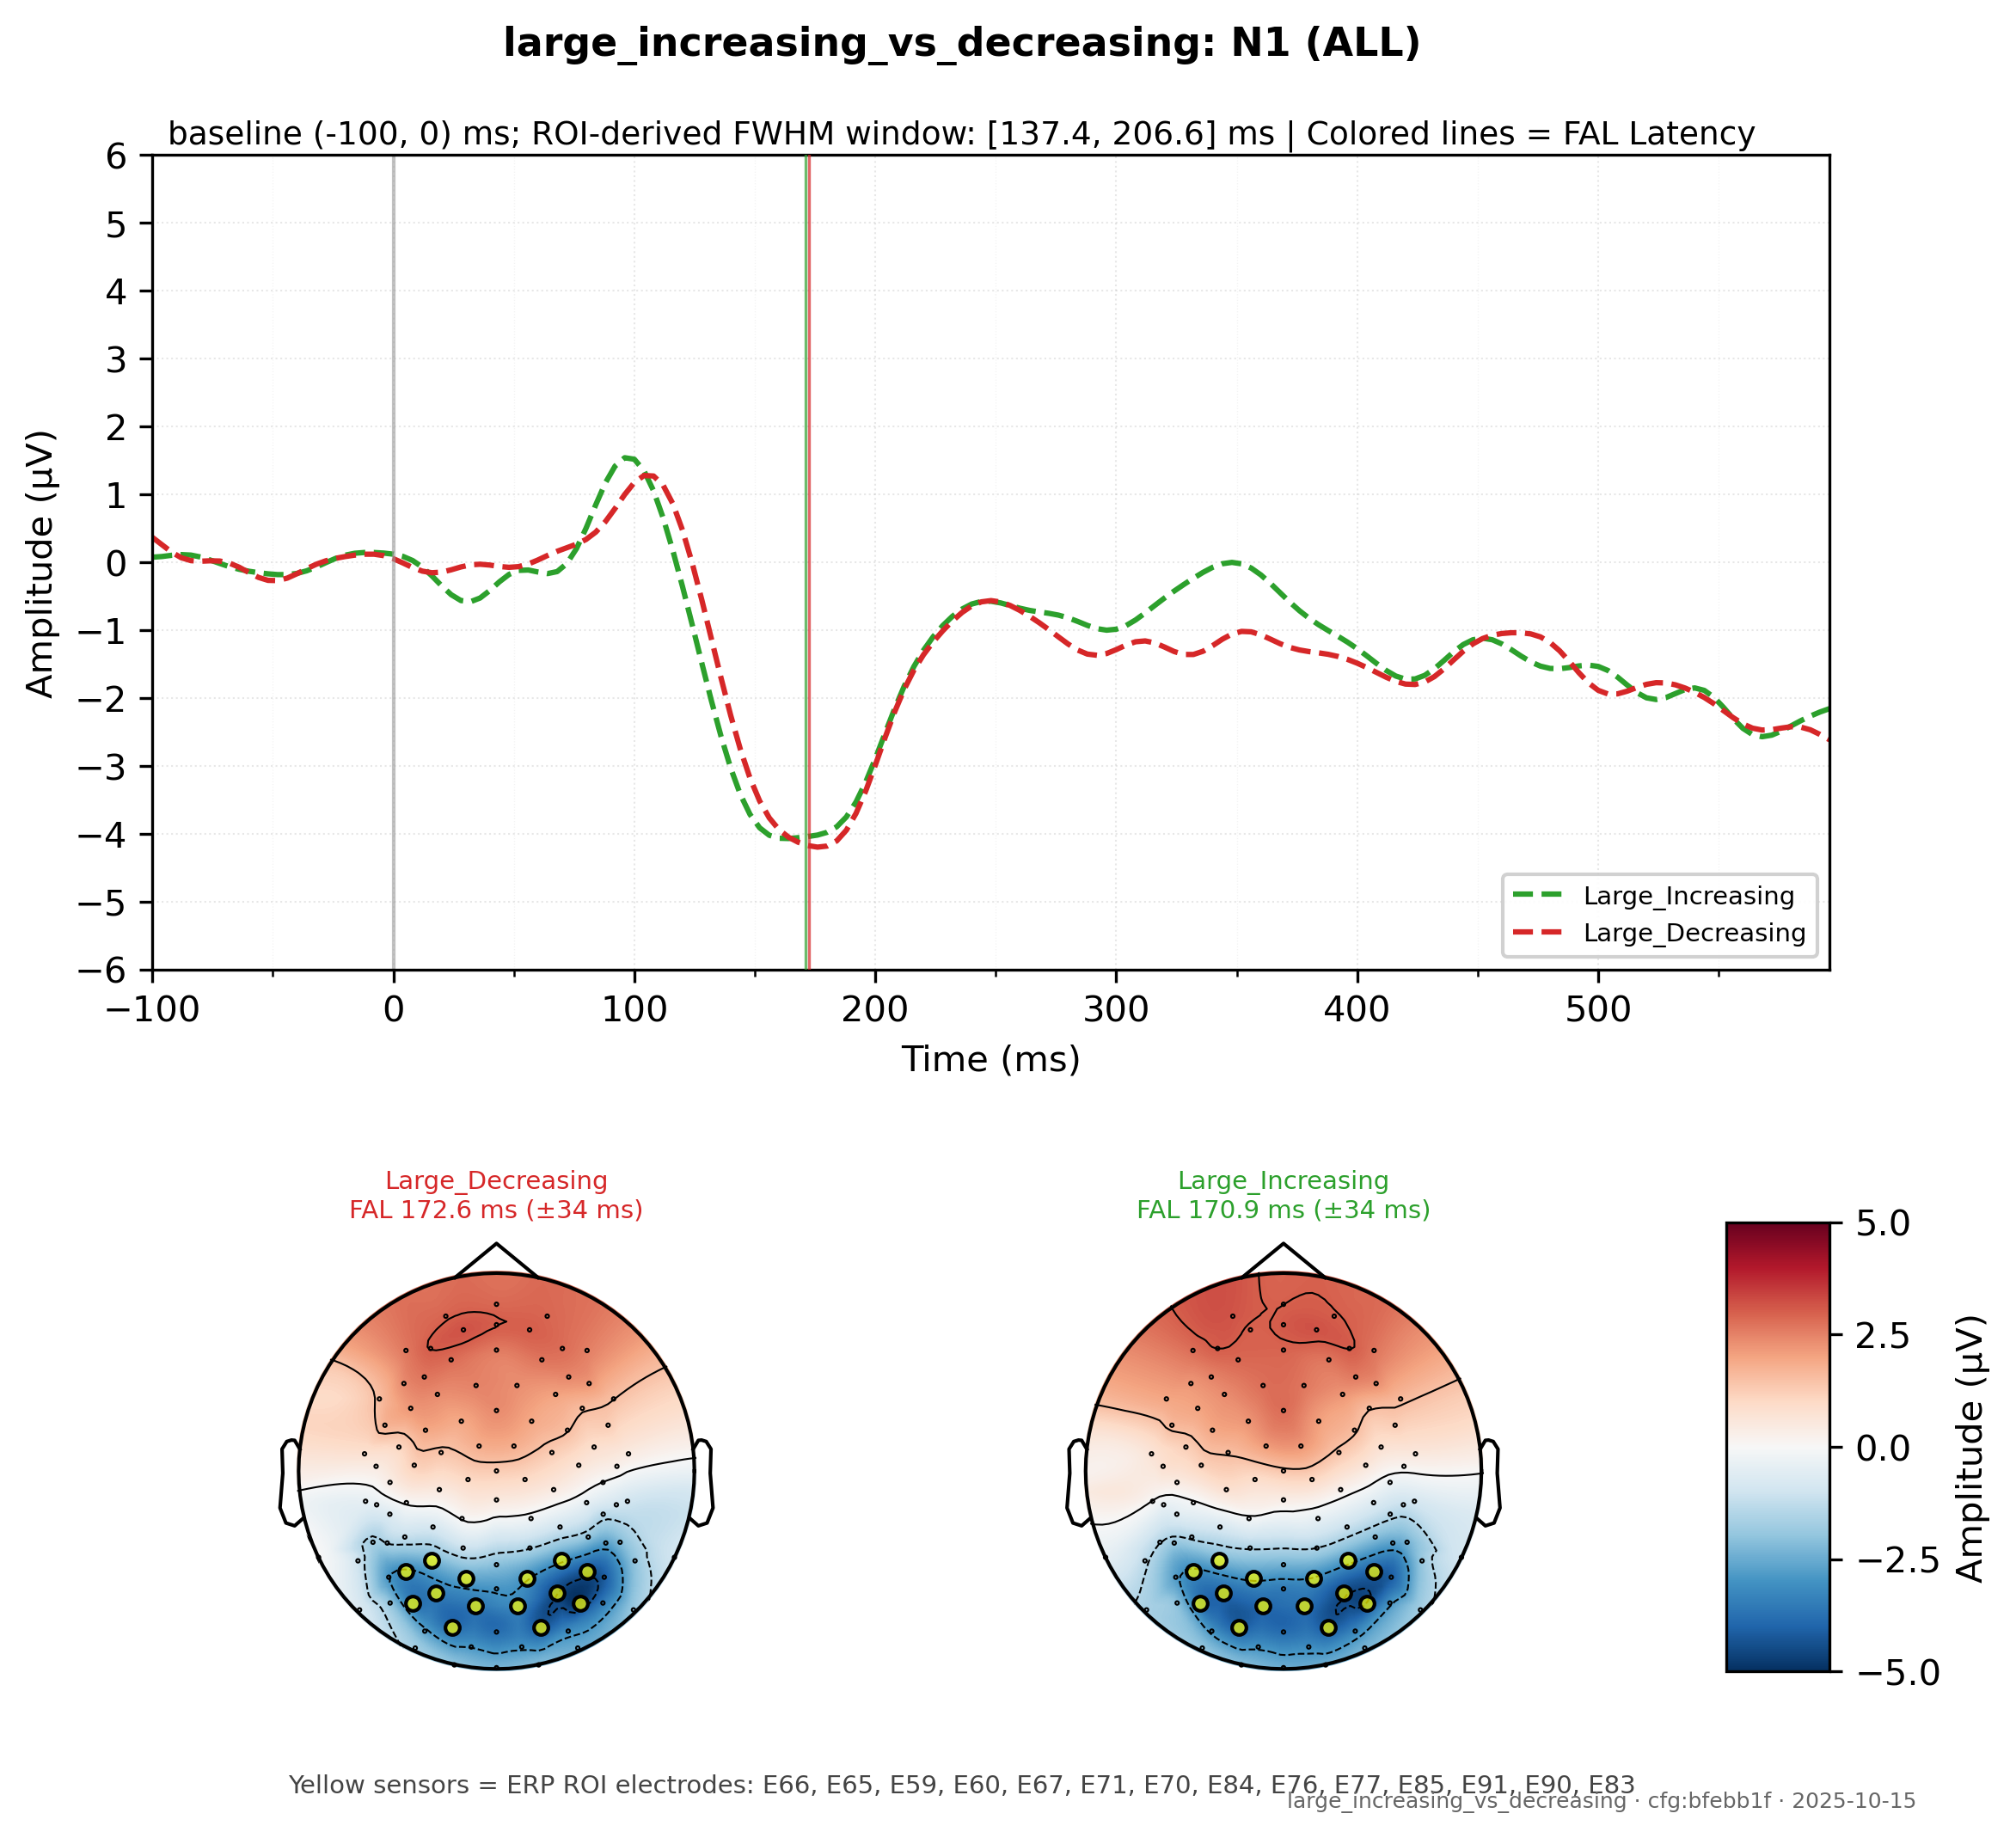 large_increasing_vs_decreasing: N1 (ALL)
baseline (-100, 0) ms; ROI-derived FWHM window: [137.4, 206.6] ms | Colored lines = FAL Latency
6
5
4
3
2
1
0
−1
−2
−3
−4
−5
−6
Amplitude (µV)
Large_Increasing
Large_Decreasing
−100
0
100
200
300
400
500
Time (ms)
Large_Decreasing
FAL 172.6 ms (±34 ms)
Large_Increasing
FAL 170.9 ms (±34 ms)
5.0
2.5
0.0
−2.5
−5.0
Amplitude (µV)
Yellow sensors = ERP ROI electrodes: E66, E65, E59, E60, E67, E71, E70, E84, E76, E77, E85, E91, E90, E83
large_increasing_vs_decreasing · cfg:bfebb1f · 2025-10-15